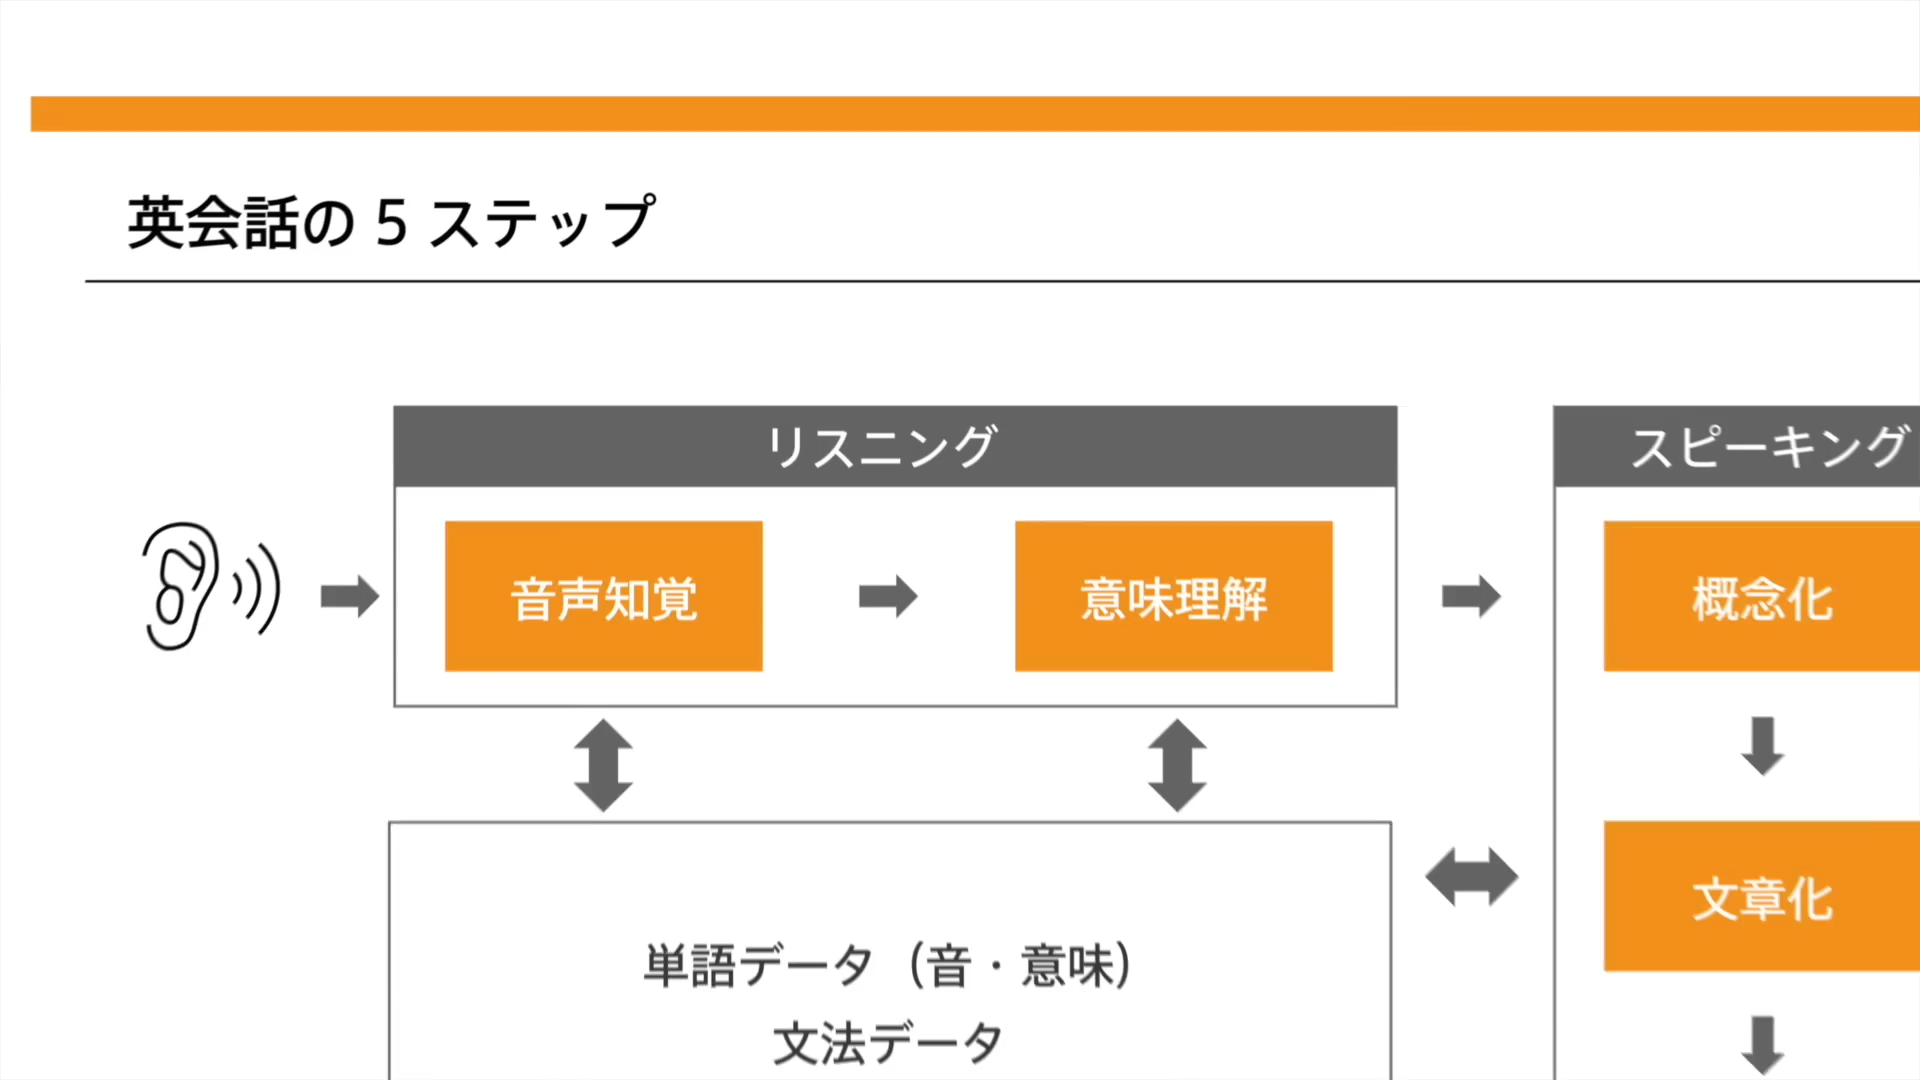 英会話の 5 ステップ
リスニング
スピーキング
音声知覚
意味理解
概念化
文章化
単語データ（音・意味）
文法データ